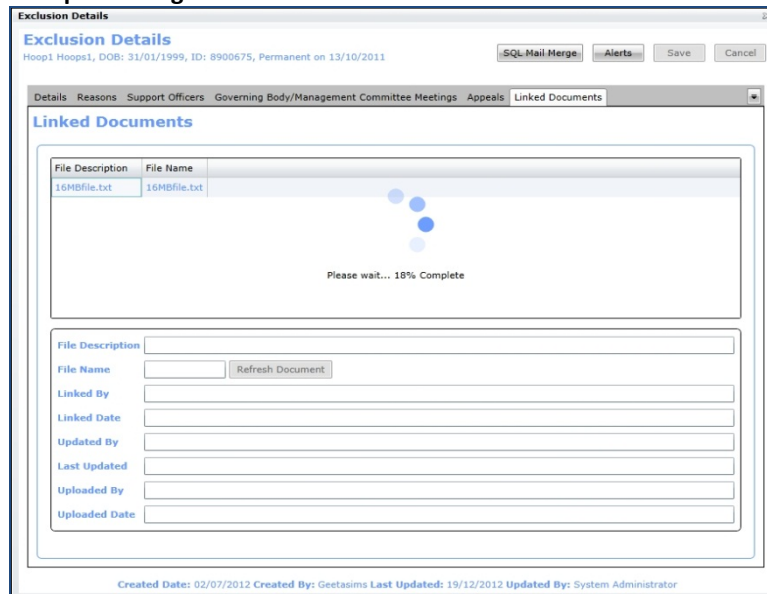 Exclusion Details
Exclusion Details
Hoop1 Hoops1, DOB: 31/01/1999, ID: 8900675, Permanent on 13/10/2011
SQL Mail Merge Alerts Save Cancel
Details Reasons Support Officers Governing Body/Management Committee Meetings Appeals Linked Documents
Linked Documents
File Description File Name
16MBfile.txt 16MBfile.txt
Please wait... 18% Complete
File Description
File Name Refresh Document
Linked By
Linked Date
Updated By
Last Updated
Uploaded By
Uploaded Date
Created Date: 02/07/2012 Created By: Geetasims Last Updated: 19/12/2012 Updated By: System Administrator